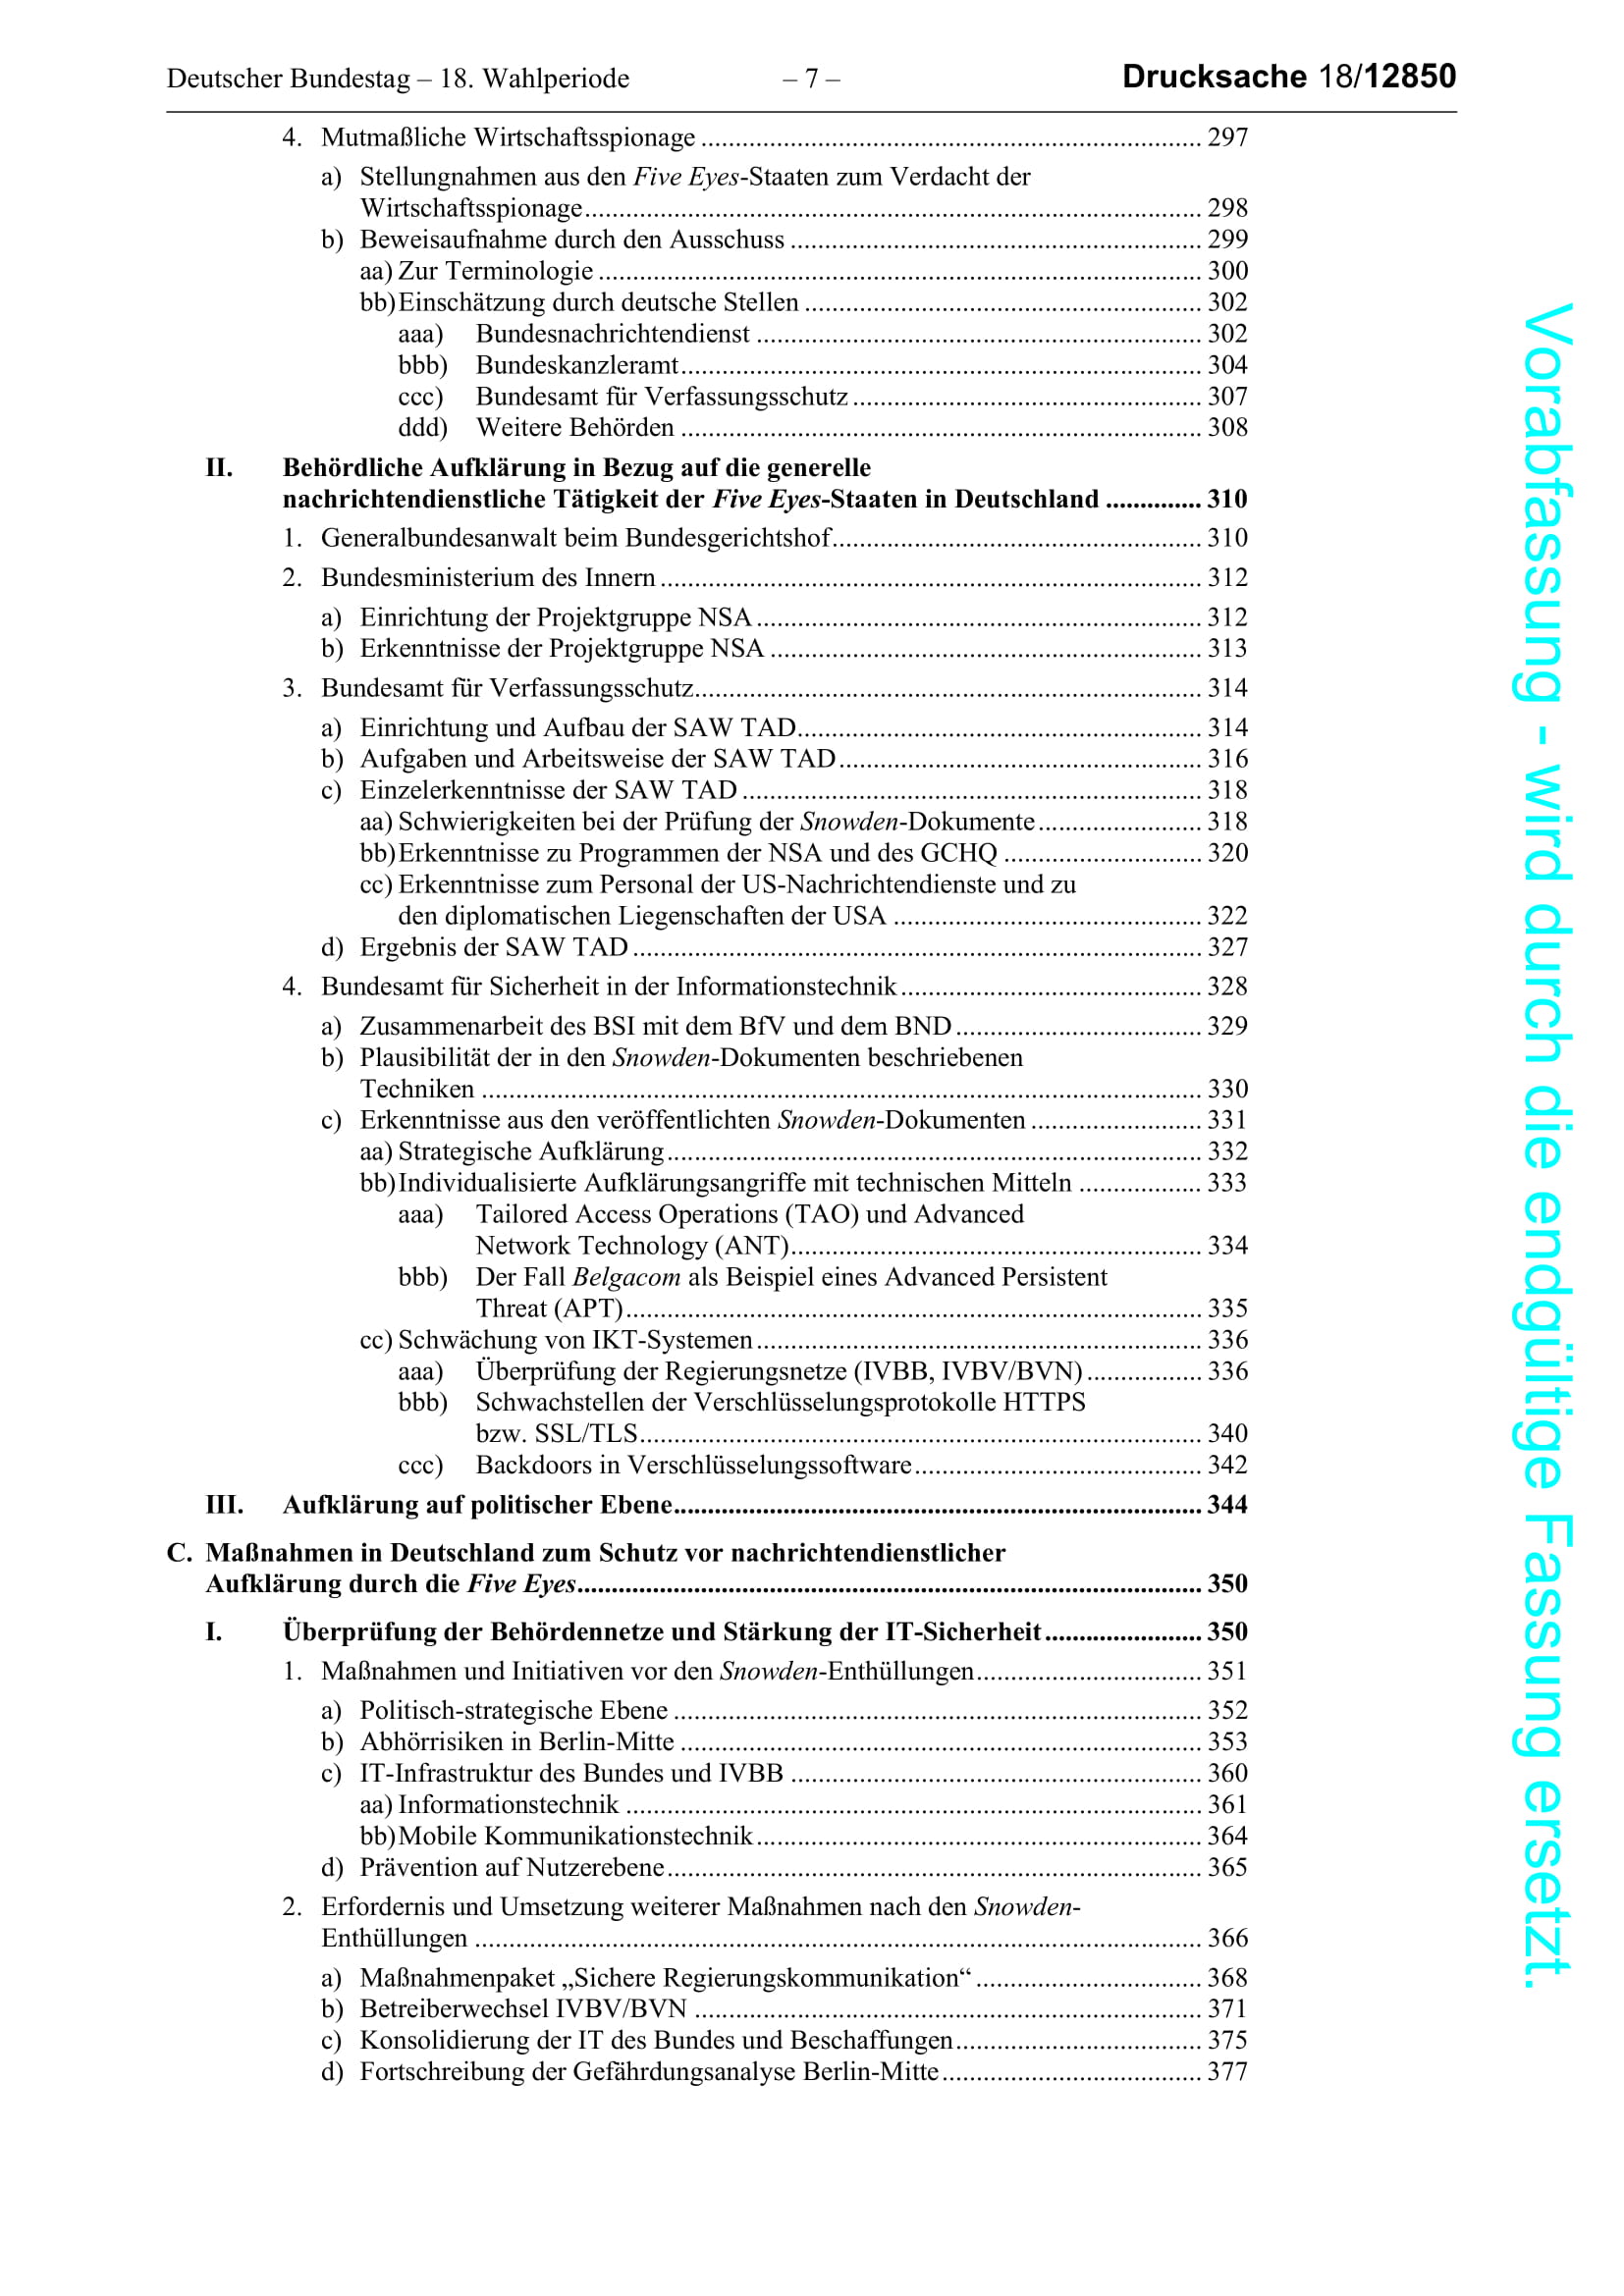 Deutscher Bundestag – 18. Wahlperiode – 7 – Drucksache 18/12850
4. Mutmaßliche Wirtschaftsspionage ........ 297
a) Stellungnahmen aus den Five Eyes-Staaten zum Verdacht der
Wirtschaftsspionage ........ 298
b) Beweisaufnahme durch den Ausschuss ........ 299
aa) Zur Terminologie ........ 300
bb) Einschätzung durch deutsche Stellen ........ 302
aaa) Bundesnachrichtendienst ........ 302
bbb) Bundeskanzleramt ........ 304
ccc) Bundesamt für Verfassungsschutz ........ 307
ddd) Weitere Behörden ........ 308
II. Behördliche Aufklärung in Bezug auf die generelle
nachrichtendienstliche Tätigkeit der Five Eyes-Staaten in Deutschland ........ 310
1. Generalbundesanwalt beim Bundesgerichtshof ........ 310
2. Bundesministerium des Innern ........ 312
a) Einrichtung der Projektgruppe NSA ........ 312
b) Erkenntnisse der Projektgruppe NSA ........ 313
3. Bundesamt für Verfassungsschutz ........ 314
a) Einrichtung und Aufbau der SAW TAD ........ 314
b) Aufgaben und Arbeitsweise der SAW TAD ........ 316
c) Einzelerkenntnisse der SAW TAD ........ 318
aa) Schwierigkeiten bei der Prüfung der Snowden-Dokumente ........ 318
bb) Erkenntnisse zu Programmen der NSA und des GCHQ ........ 320
cc) Erkenntnisse zum Personal der US-Nachrichtendienste und zu
den diplomatischen Liegenschaften der USA ........ 322
d) Ergebnis der SAW TAD ........ 327
4. Bundesamt für Sicherheit in der Informationstechnik ........ 328
a) Zusammenarbeit des BSI mit dem BfV und dem BND ........ 329
b) Plausibilität der in den Snowden-Dokumenten beschriebenen
Techniken ........ 330
c) Erkenntnisse aus den veröffentlichten Snowden-Dokumenten ........ 331
aa) Strategische Aufklärung ........ 332
bb) Individualisierte Aufklärungsangriffe mit technischen Mitteln ........ 333
aaa) Tailored Access Operations (TAO) und Advanced
Network Technology (ANT) ........ 334
bbb) Der Fall Belgacom als Beispiel eines Advanced Persistent
Threat (APT) ........ 335
cc) Schwächung von IKT-Systemen ........ 336
aaa) Überprüfung der Regierungsnetze (IVBB, IVBV/BVN) ........ 336
bbb) Schwachstellen der Verschlüsselungsprotokolle HTTPS
bzw. SSL/TLS ........ 340
ccc) Backdoors in Verschlüsselungssoftware ........ 342
III. Aufklärung auf politischer Ebene ........ 344
C. Maßnahmen in Deutschland zum Schutz vor nachrichtendienstlicher
Aufklärung durch die Five Eyes ........ 350
I. Überprüfung der Behördennetze und Stärkung der IT-Sicherheit ........ 350
1. Maßnahmen und Initiativen vor den Snowden-Enthüllungen ........ 351
a) Politisch-strategische Ebene ........ 352
b) Abhörrisiken in Berlin-Mitte ........ 353
c) IT-Infrastruktur des Bundes und IVBB ........ 360
aa) Informationstechnik ........ 361
bb) Mobile Kommunikationstechnik ........ 364
d) Prävention auf Nutzerebene ........ 365
2. Erfordernis und Umsetzung weiterer Maßnahmen nach den Snowden-
Enthüllungen ........ 366
a) Maßnahmenpaket „Sichere Regierungskommunikation“ ........ 368
b) Betreiberwechsel IVBV/BVN ........ 371
c) Konsolidierung der IT des Bundes und Beschaffungen ........ 375
d) Fortschreibung der Gefährdungsanalyse Berlin-Mitte ........ 377
Vorabfassung - wird durch die endgültige Fassung ersetzt.